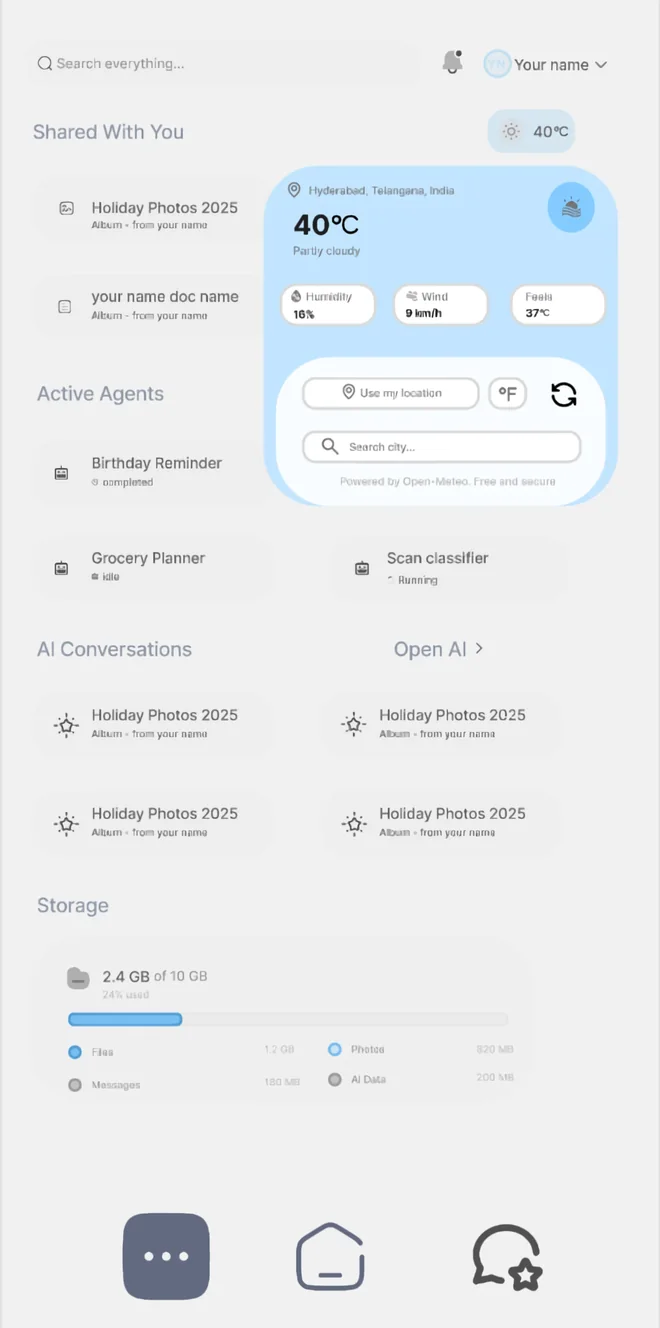 Search everything...
YN
Your name
Shared With You
40°C
Holiday Photos 2025
Album - from your name
your name doc name
Album - from your name
Hyderabad, Telangana, India
40°C
Partly cloudy
Humidity
16%
Wind
9 km/h
Feels
37°C
Use my location
°F
Search city...
Powered by Open-Meteo. Free and secure
Active Agents
Birthday Reminder
completed
Grocery Planner
idle
Scan classifier
Running
AI Conversations
Open AI >
Holiday Photos 2025
Album - from your name
Holiday Photos 2025
Album - from your name
Holiday Photos 2025
Album - from your name
Holiday Photos 2025
Album - from your name
Storage
2.4 GB of 10 GB
24% used
Files 1.2 GB
Photos 820 MB
Messages 180 MB
AI Data 200 MB